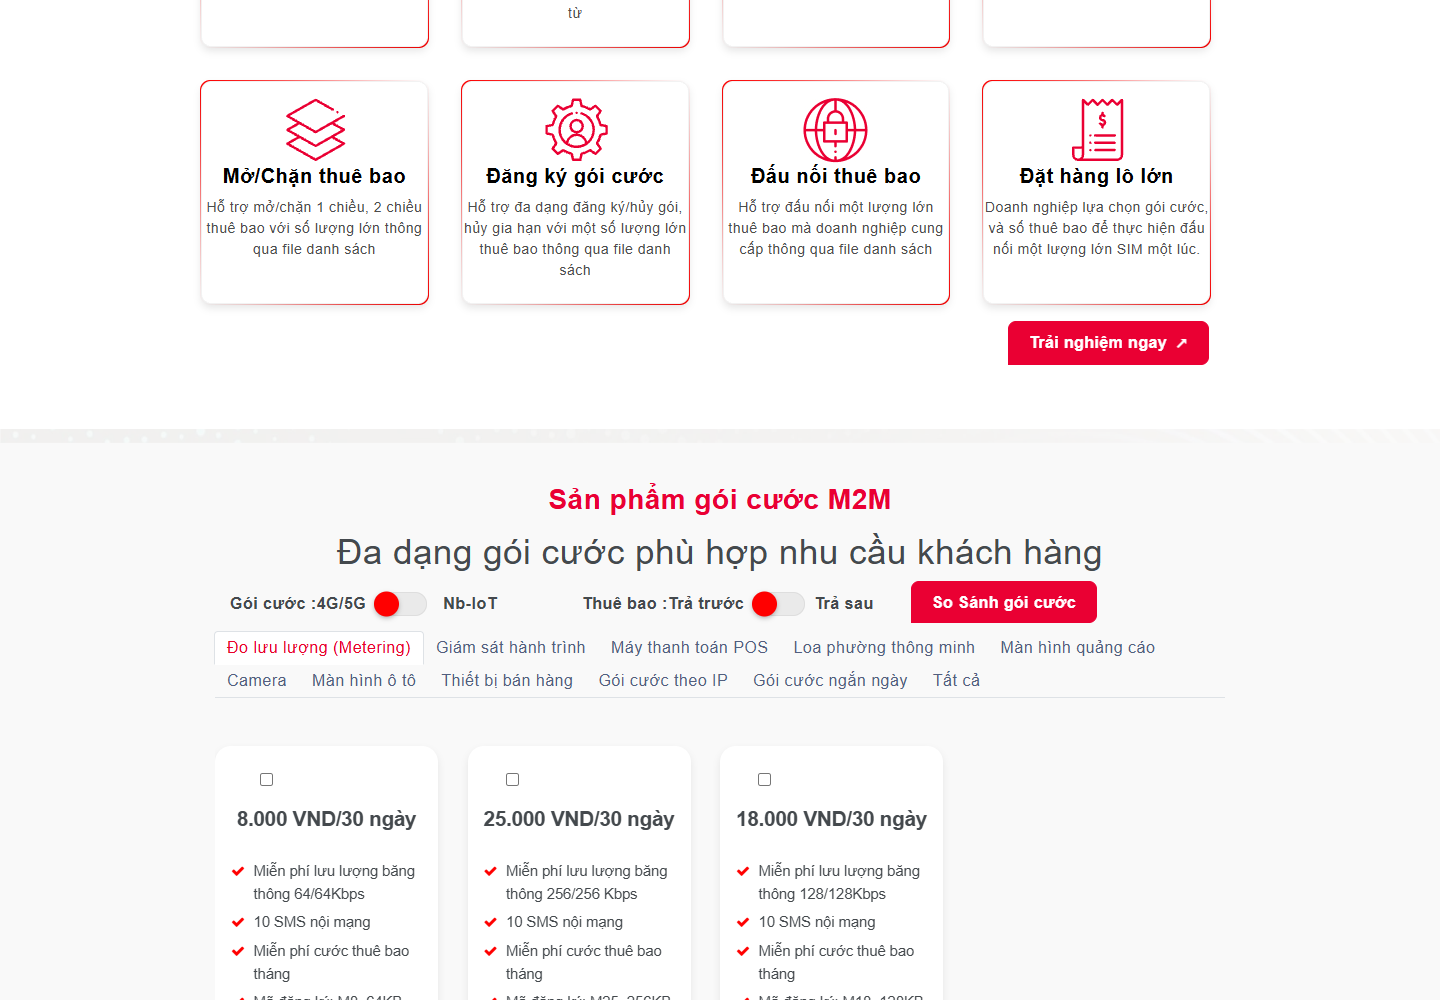 từ
Mở/Chặn thuê bao
Hỗ trợ mở/chặn 1 chiều, 2 chiều
thuê bao với số lượng lớn thông
qua file danh sách
Đăng ký gói cước
Hỗ trợ đa dạng đăng ký/hủy gói,
hủy gia hạn với một số lượng lớn
thuê bao thông qua file danh
sách
Đấu nối thuê bao
Hỗ trợ đấu nối một lượng lớn
thuê bao mà doanh nghiệp cung
cấp thông qua file danh sách
Đặt hàng lô lớn
Doanh nghiệp lựa chọn gói cước,
và số thuê bao để thực hiện đấu
nối một lượng lớn SIM một lúc.
Trải nghiệm ngay ↗
Sản phẩm gói cước M2M
Đa dạng gói cước phù hợp nhu cầu khách hàng
Gói cước :4G/5G Nb-IoT Thuê bao :Trả trước Trả sau So Sánh gói cước
Đo lưu lượng (Metering) Giám sát hành trình Máy thanh toán POS Loa phường thông minh Màn hình quảng cáo
Camera Màn hình ô tô Thiết bị bán hàng Gói cước theo IP Gói cước ngắn ngày Tất cả
8.000 VND/30 ngày
Miễn phí lưu lượng băng
thông 64/64Kbps
10 SMS nội mạng
Miễn phí cước thuê bao
tháng
Mã đăng ký: M8_64KB
25.000 VND/30 ngày
Miễn phí lưu lượng băng
thông 256/256 Kbps
10 SMS nội mạng
Miễn phí cước thuê bao
tháng
Mã đăng ký: M25_256KB
18.000 VND/30 ngày
Miễn phí lưu lượng băng
thông 128/128Kbps
10 SMS nội mạng
Miễn phí cước thuê bao
tháng
Mã đăng ký: M18_128KB